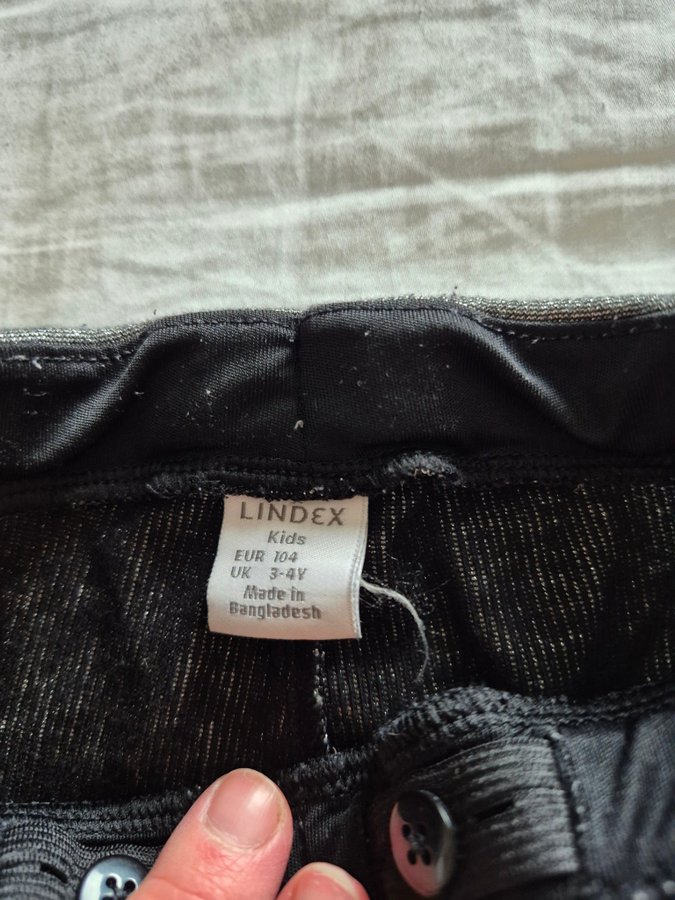 LINDEX
Kids
EUR 104
UK 3-4Y
Made in
Bangladesh